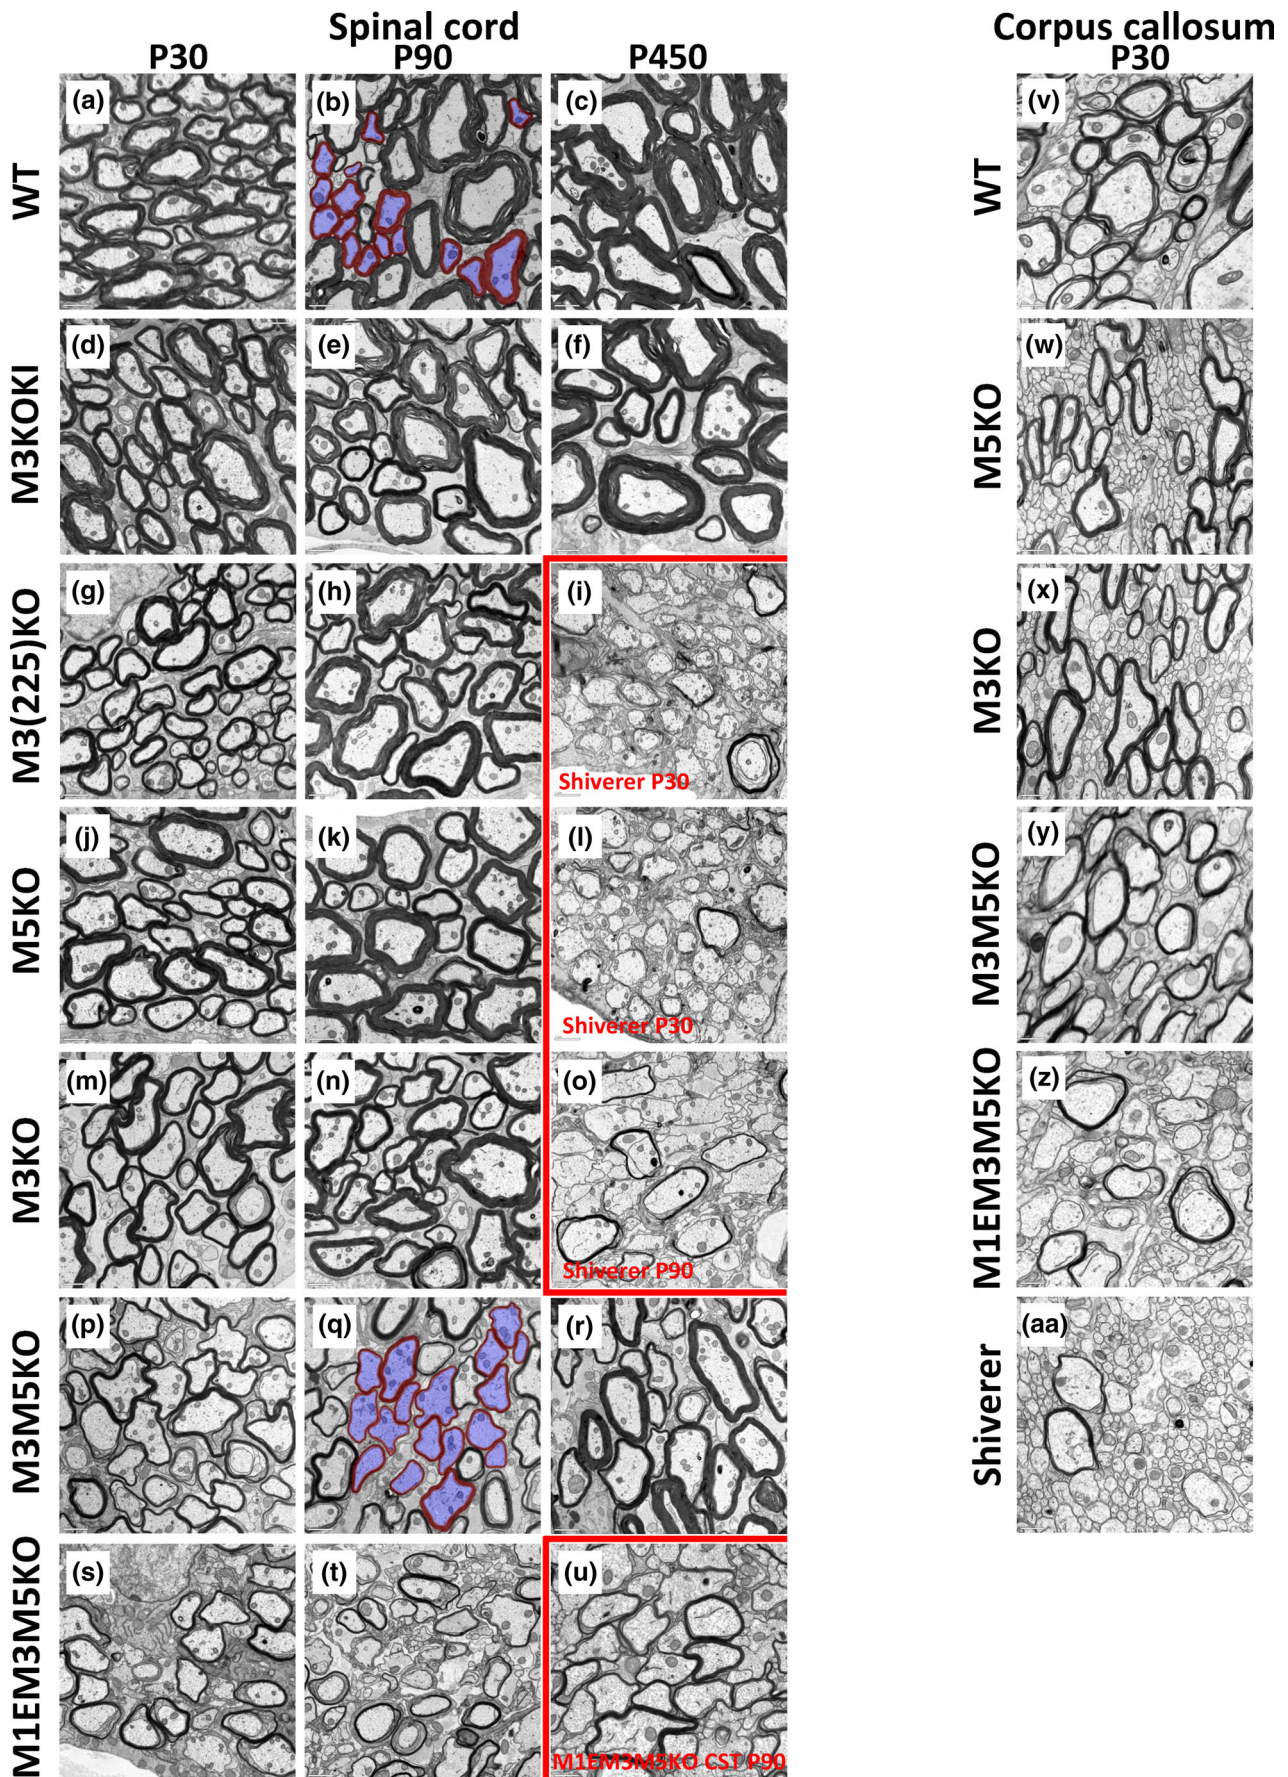 Spinal cord
Corpus callosum
P30
P90
P450
P30
WT
(a)
(b)
(c)
WT
(v)
M3KOKI
(d)
(e)
(f)
M5KO
(w)
M3(225)KO
(g)
(h)
(i)
Shiverer P30
M3KO
(x)
M5KO
(j)
(k)
(l)
Shiverer P30
M3M5KO
(y)
M3KO
(m)
(n)
(o)
Shiverer P90
M1EM3M5KO
(z)
M3M5KO
(p)
(q)
(r)
Shiverer
(aa)
M1EM3M5KO
(s)
(t)
(u)
M1EM3M5KO CST P90